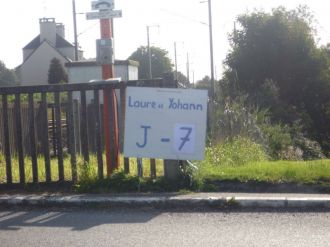 Laure et Yohann
J - 7